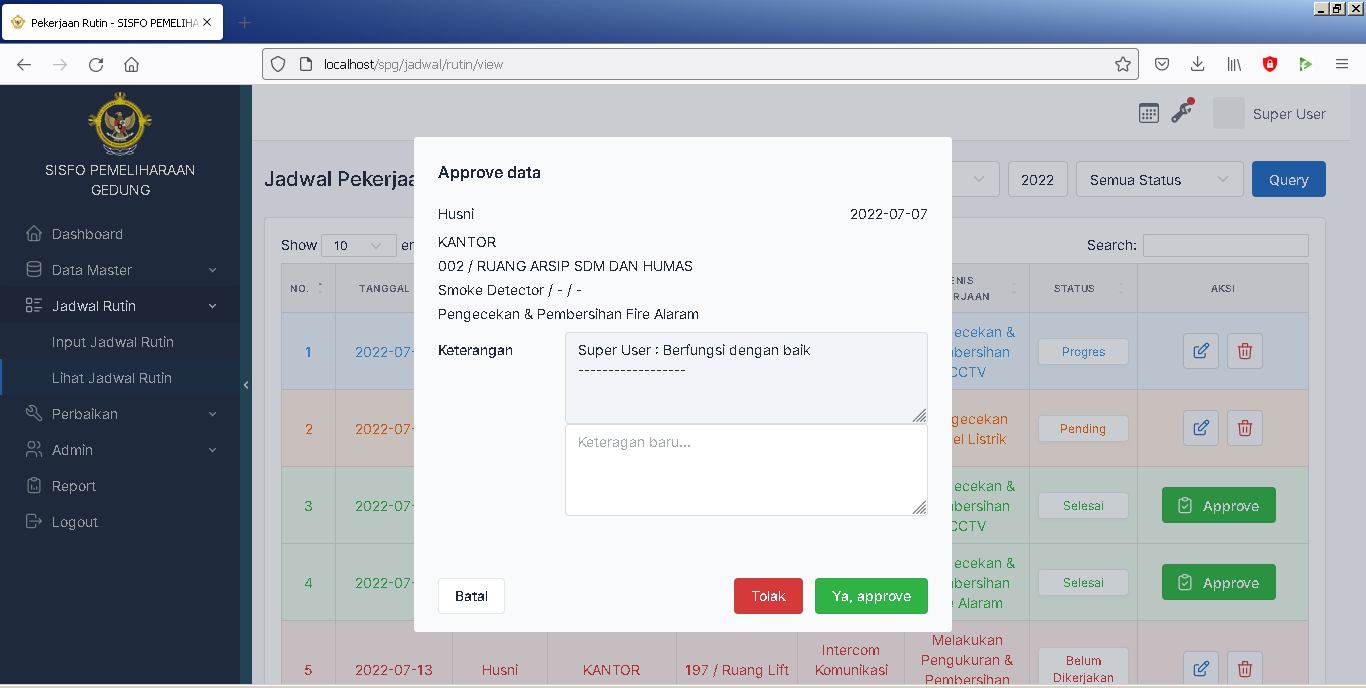 Pekerjaan Rutin - SISFO PEMELIHA
localhost/spg/jadwal/rutin/view
SISFO PEMELIHARAAN
GEDUNG
Dashboard
Data Master
Jadwal Rutin
Input Jadwal Rutin
Lihat Jadwal Rutin
Perbaikan
Admin
Report
Logout
Super User
Jadwal Pekerjaa
2022
Semua Status
Query
Show 10 er
Search:
NO.
TANGGAL
ENIS
RJAAN
STATUS
AKSI
Approve data
Husni
2022-07-07
KANTOR
002 / RUANG ARSIP SDM DAN HUMAS
Smoke Detector / - / -
Pengecekan & Pembersihan Fire Alaram
Keterangan
Super User : Berfungsi dengan baik
------------------
Keteragan baru...
Batal
Tolak
Ya, approve
1
2022-07-
ecekan &
bersihan
CCTV
Progres
2
2022-07-
gecekan
el Listrik
Pending
3
2022-07-
ecekan &
bersihan
CCTV
Selesai
Approve
4
2022-07-
ecekan &
bersihan
Alaram
Selesai
Approve
5
2022-07-13
Husni
KANTOR
197 / Ruang Lift
Intercom
Komunikasi
Melakukan
Pengukuran &
Pembersihan
Belum
Dikerjakan